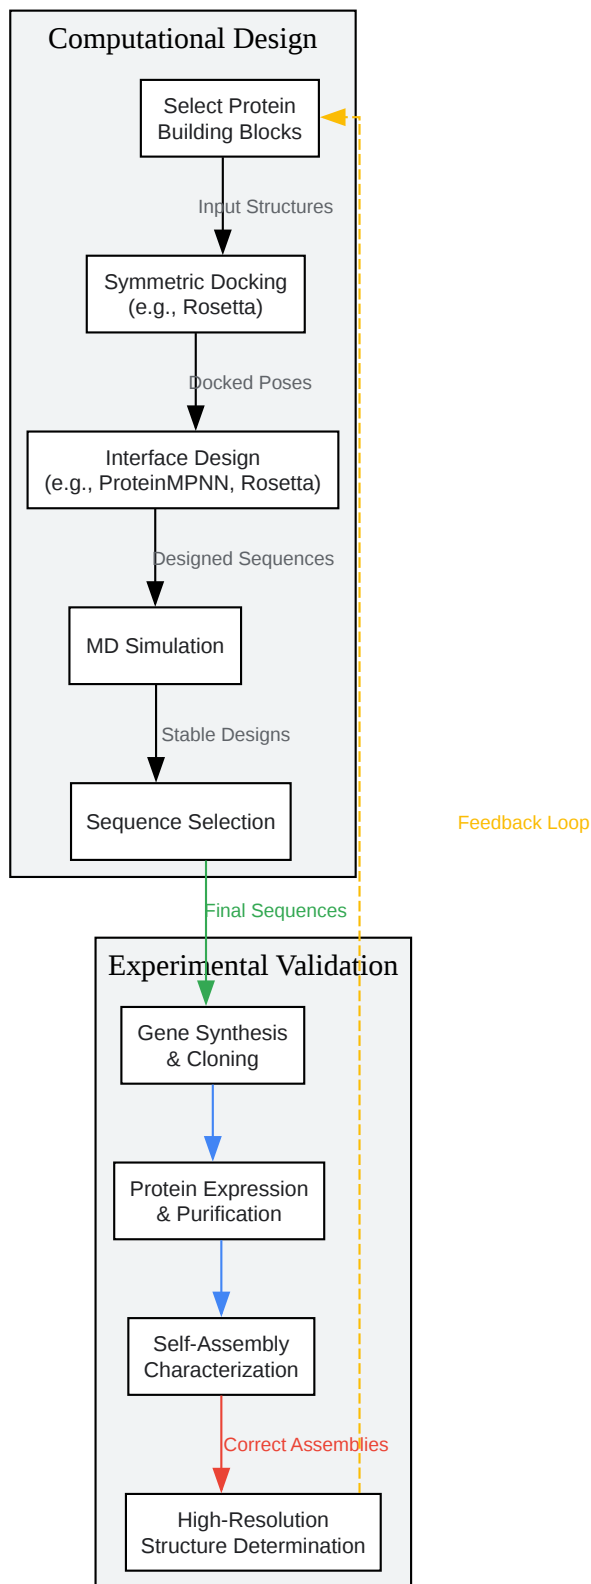 Computational Design
Select Protein
Building Blocks
Input Structures
Symmetric Docking
(e.g., Rosetta)
Docked Poses
Interface Design
(e.g., ProteinMPNN, Rosetta)
Designed Sequences
MD Simulation
Stable Designs
Sequence Selection
Feedback Loop
Final Sequences
Experimental Validation
Gene Synthesis
& Cloning
Protein Expression
& Purification
Self-Assembly
Characterization
Correct Assemblies
High-Resolution
Structure Determination